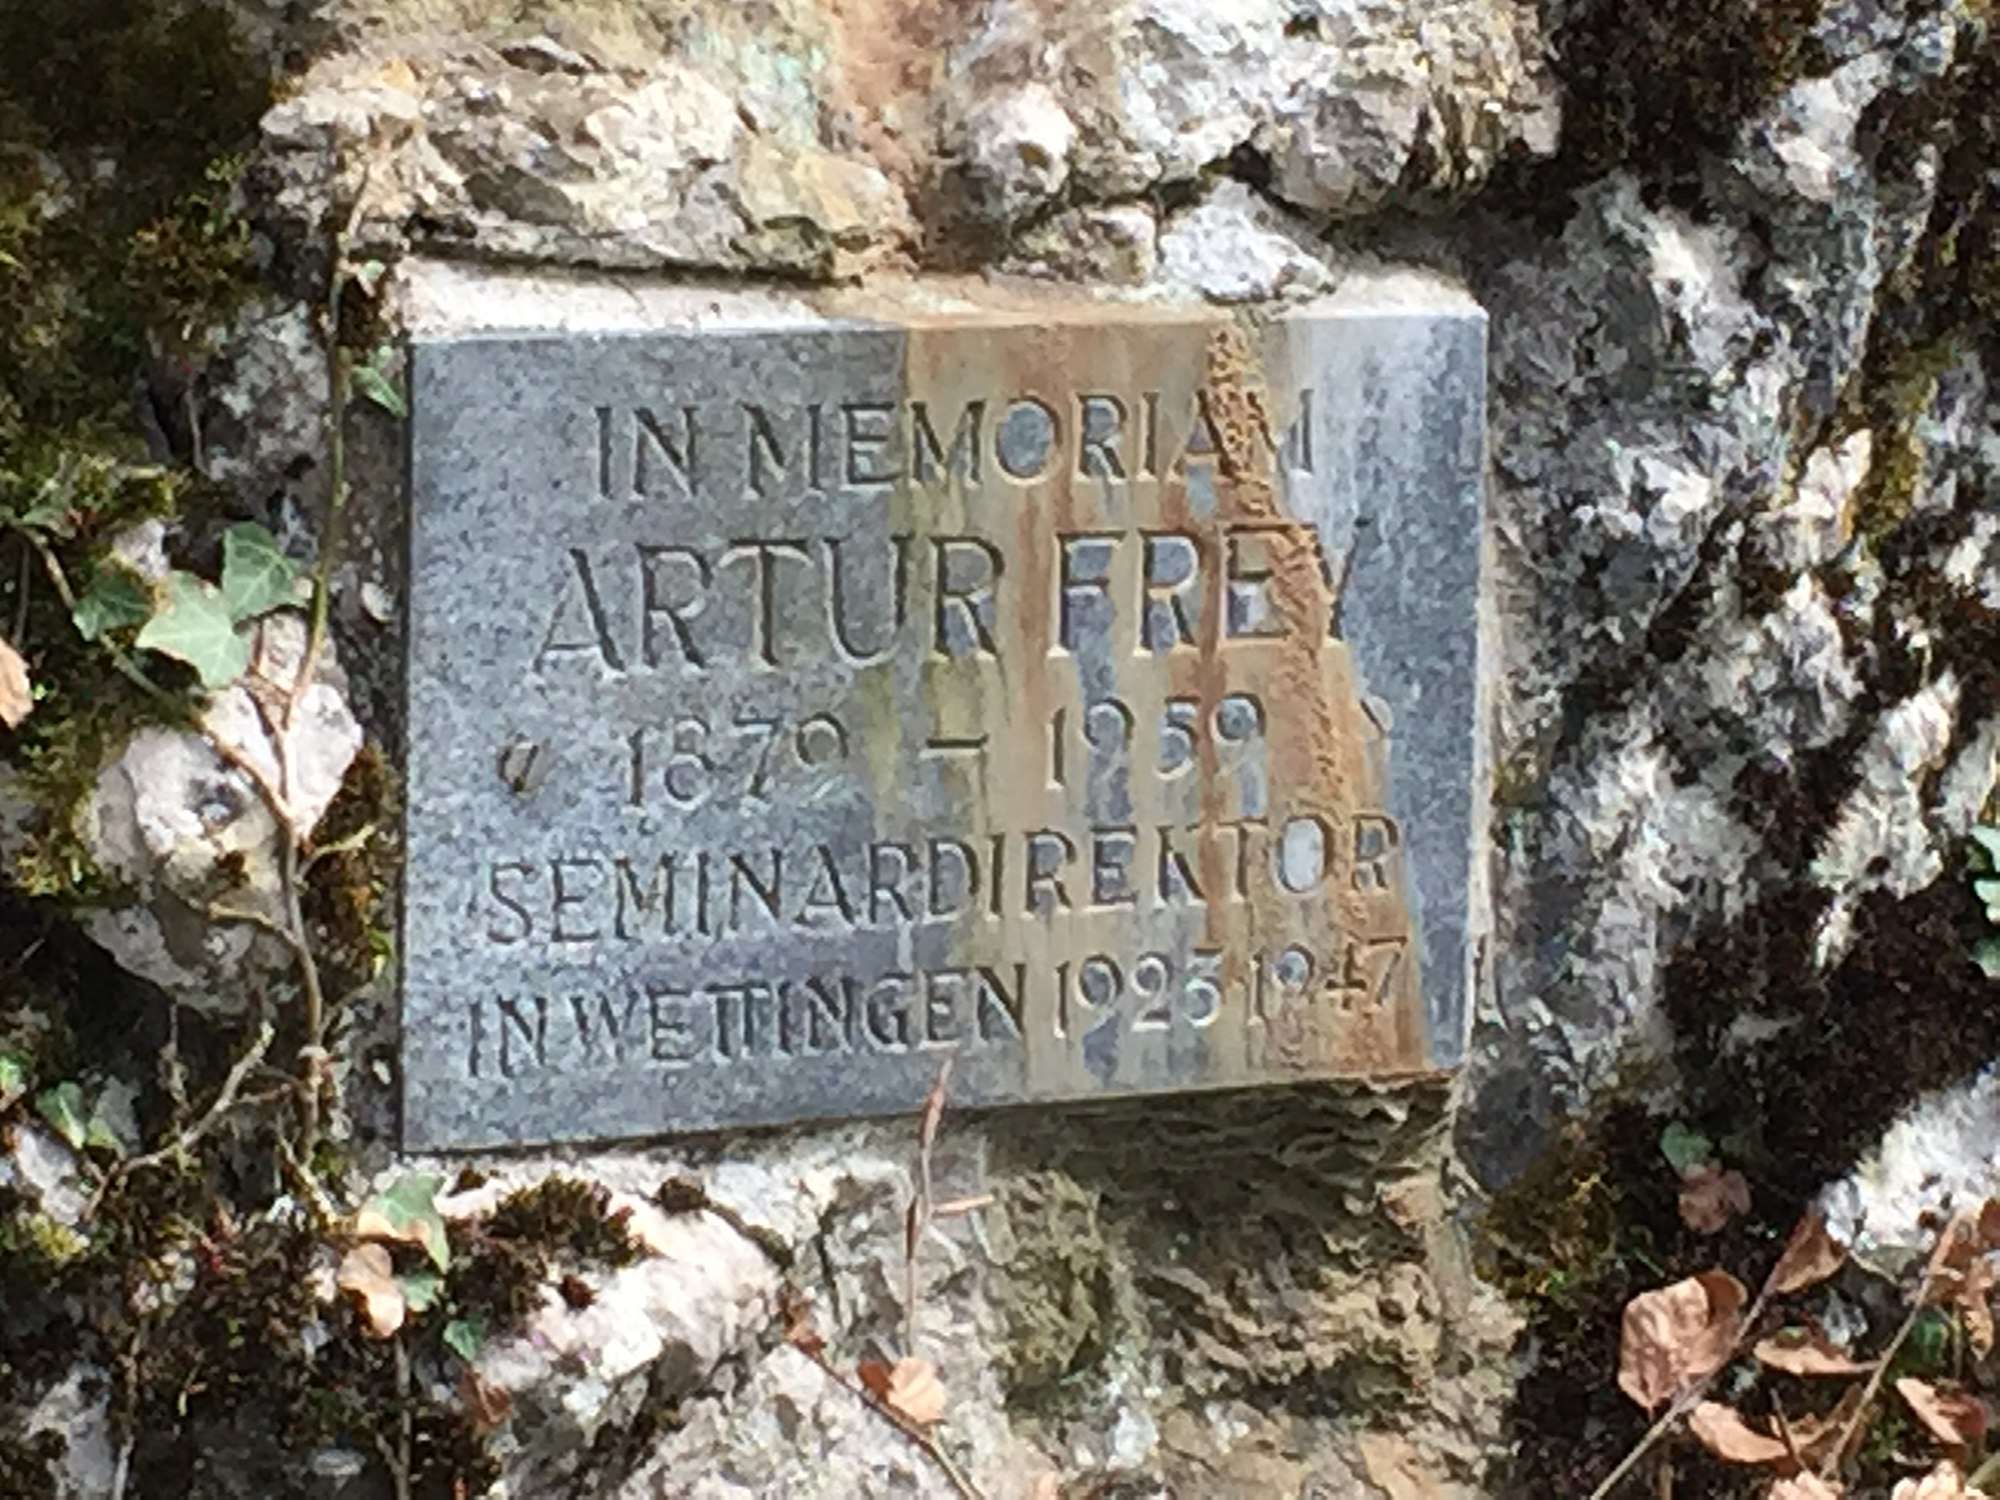 IN MEMORIAM
ARTUR FREY
1879 – 1959
SEMINARDIREKTOR
IN WETTINGEN 1923 1947